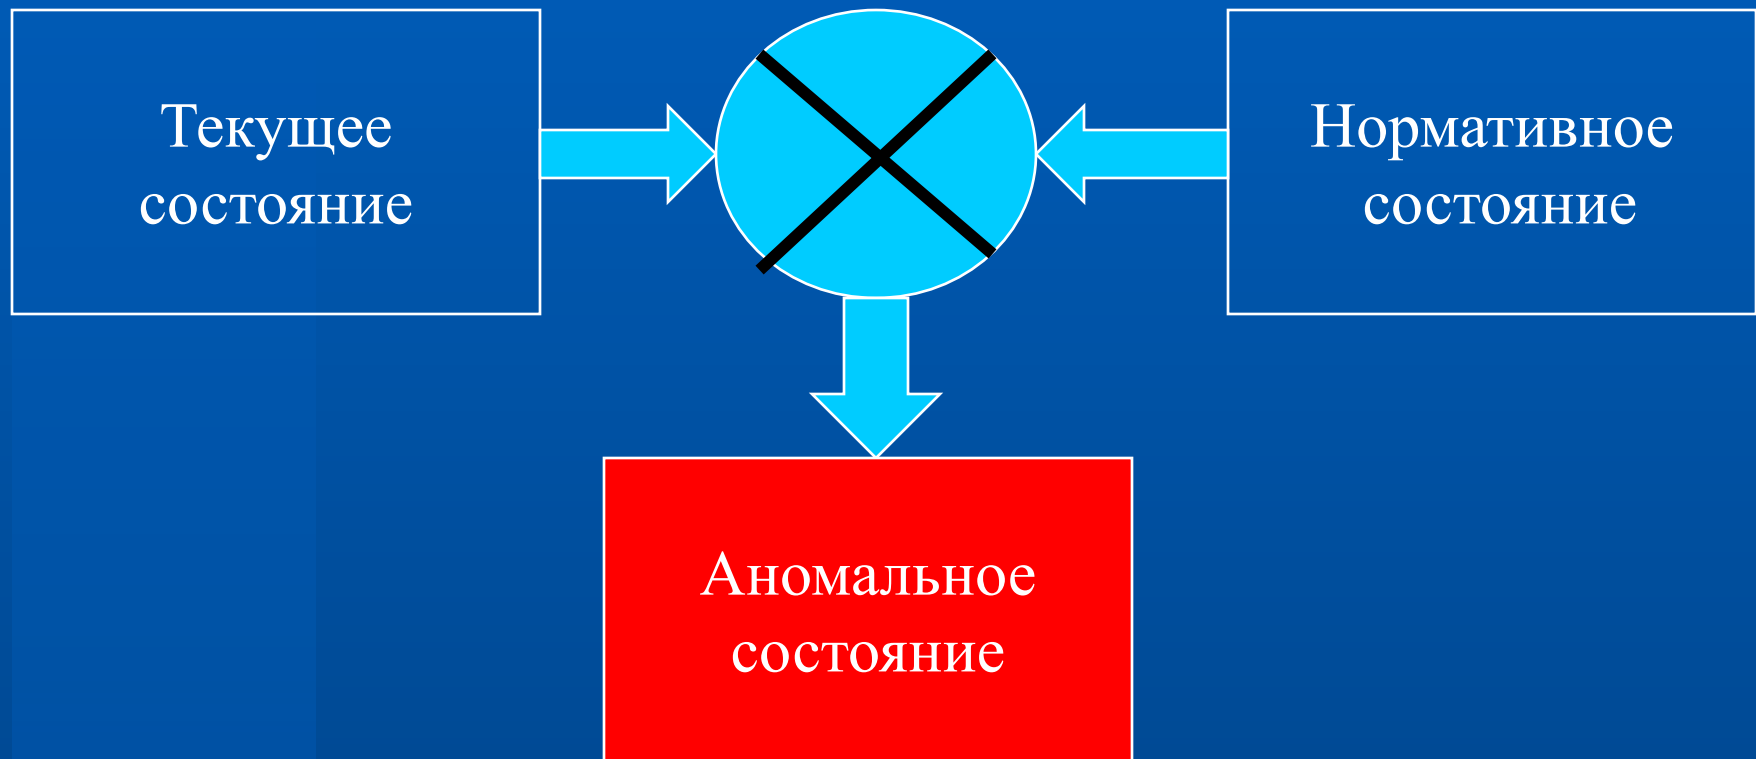 Текущее
состояние
Нормативное
состояние
Аномальное
состояние